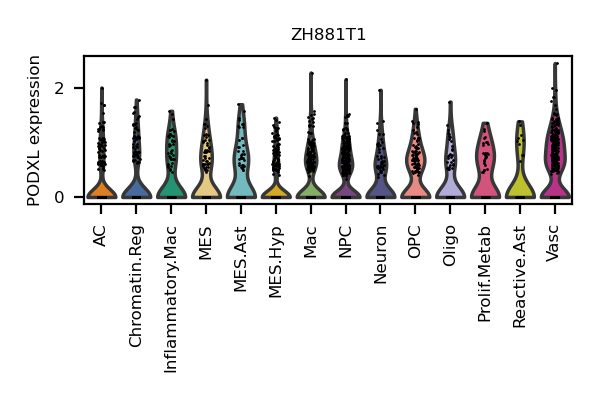 ZH881T1
PODXL expression
2
0
AC
Chromatin.Reg
Inflammatory.Mac
MES
MES.Ast
MES.Hyp
Mac
NPC
Neuron
OPC
Oligo
Prolif.Metab
Reactive.Ast
Vasc